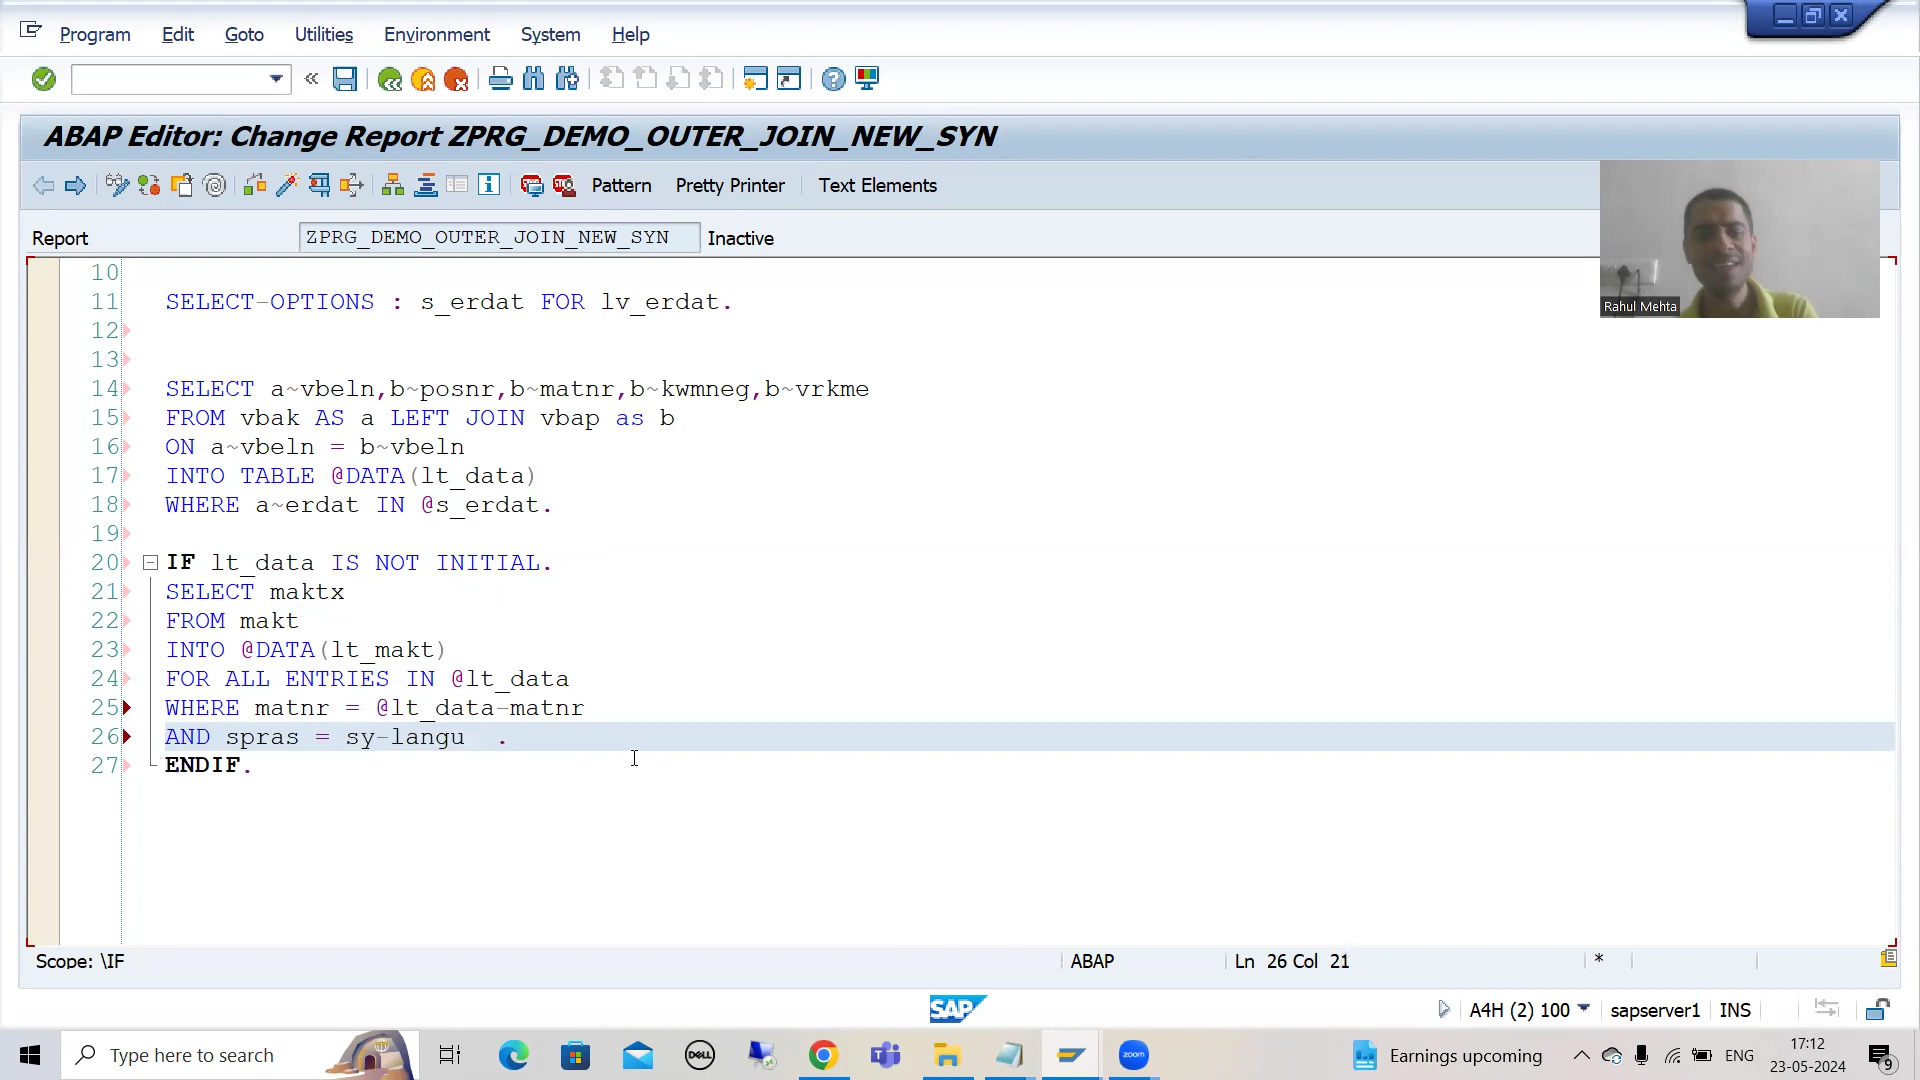 Program Edit Goto Utilities Environment System Help
ABAP Editor: Change Report ZPRG_DEMO_OUTER_JOIN_NEW_SYN
Pattern Pretty Printer Text Elements
Report ZPRG_DEMO_OUTER_JOIN_NEW_SYN Inactive
Rahul Mehta
10
11 SELECT-OPTIONS : s_erdat FOR lv_erdat.
12
13
14 SELECT a~vbeln,b~posnr,b~matnr,b~kwmneg,b~vrkme
15 FROM vbak AS a LEFT JOIN vbap as b
16 ON a~vbeln = b~vbeln
17 INTO TABLE @DATA(lt_data)
18 WHERE a~erdat IN @s_erdat.
19
20 IF lt_data IS NOT INITIAL.
21 SELECT maktx
22 FROM makt
23 INTO @DATA(lt_makt)
24 FOR ALL ENTRIES IN @lt_data
25 WHERE matnr = @lt_data-matnr
26 AND spras = sy-langu .
27 ENDIF.
Scope: \IF ABAP Ln 26 Col 21 *
SAP A4H (2) 100 sapserver1 INS
Type here to search DELL zoom Earnings upcoming ENG 17:12
23-05-2024 9